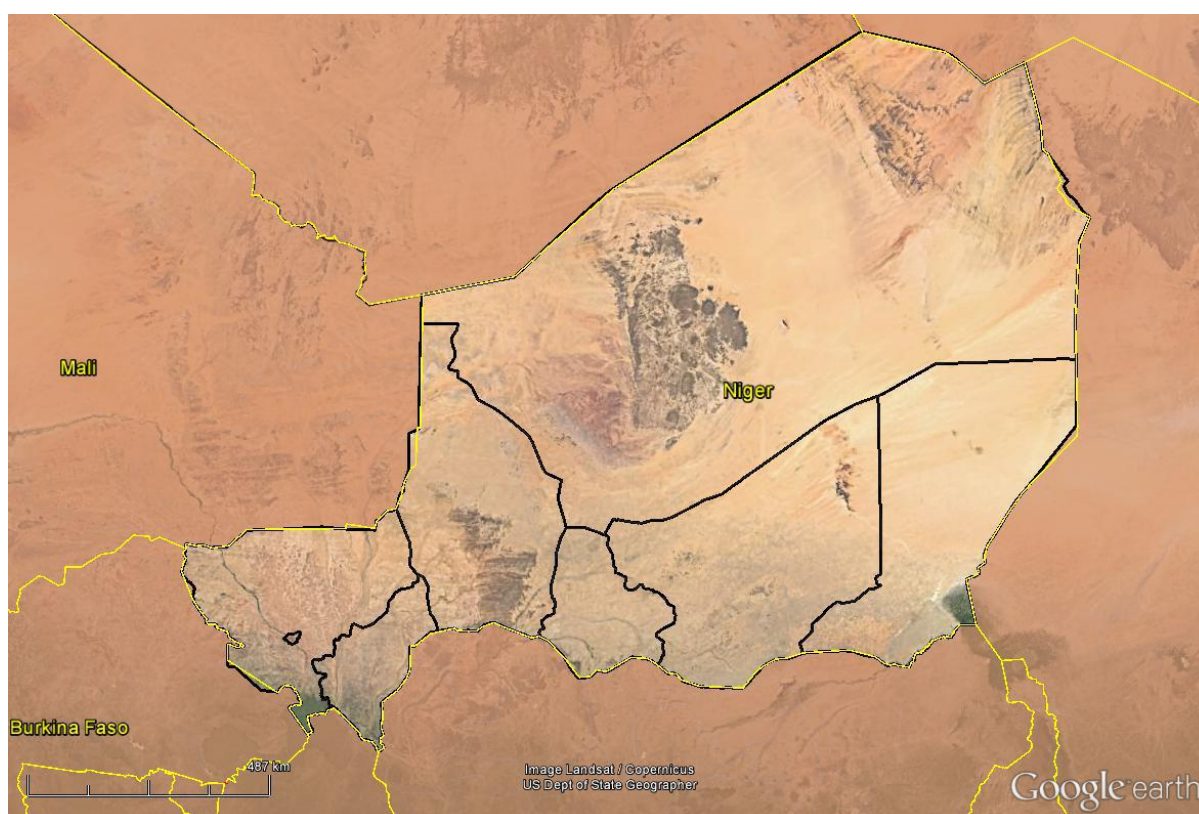 Mali
Niger
Burkina Faso
487 km
Image Landsat / Copernicus
US Dept of State Geographer
Google earth